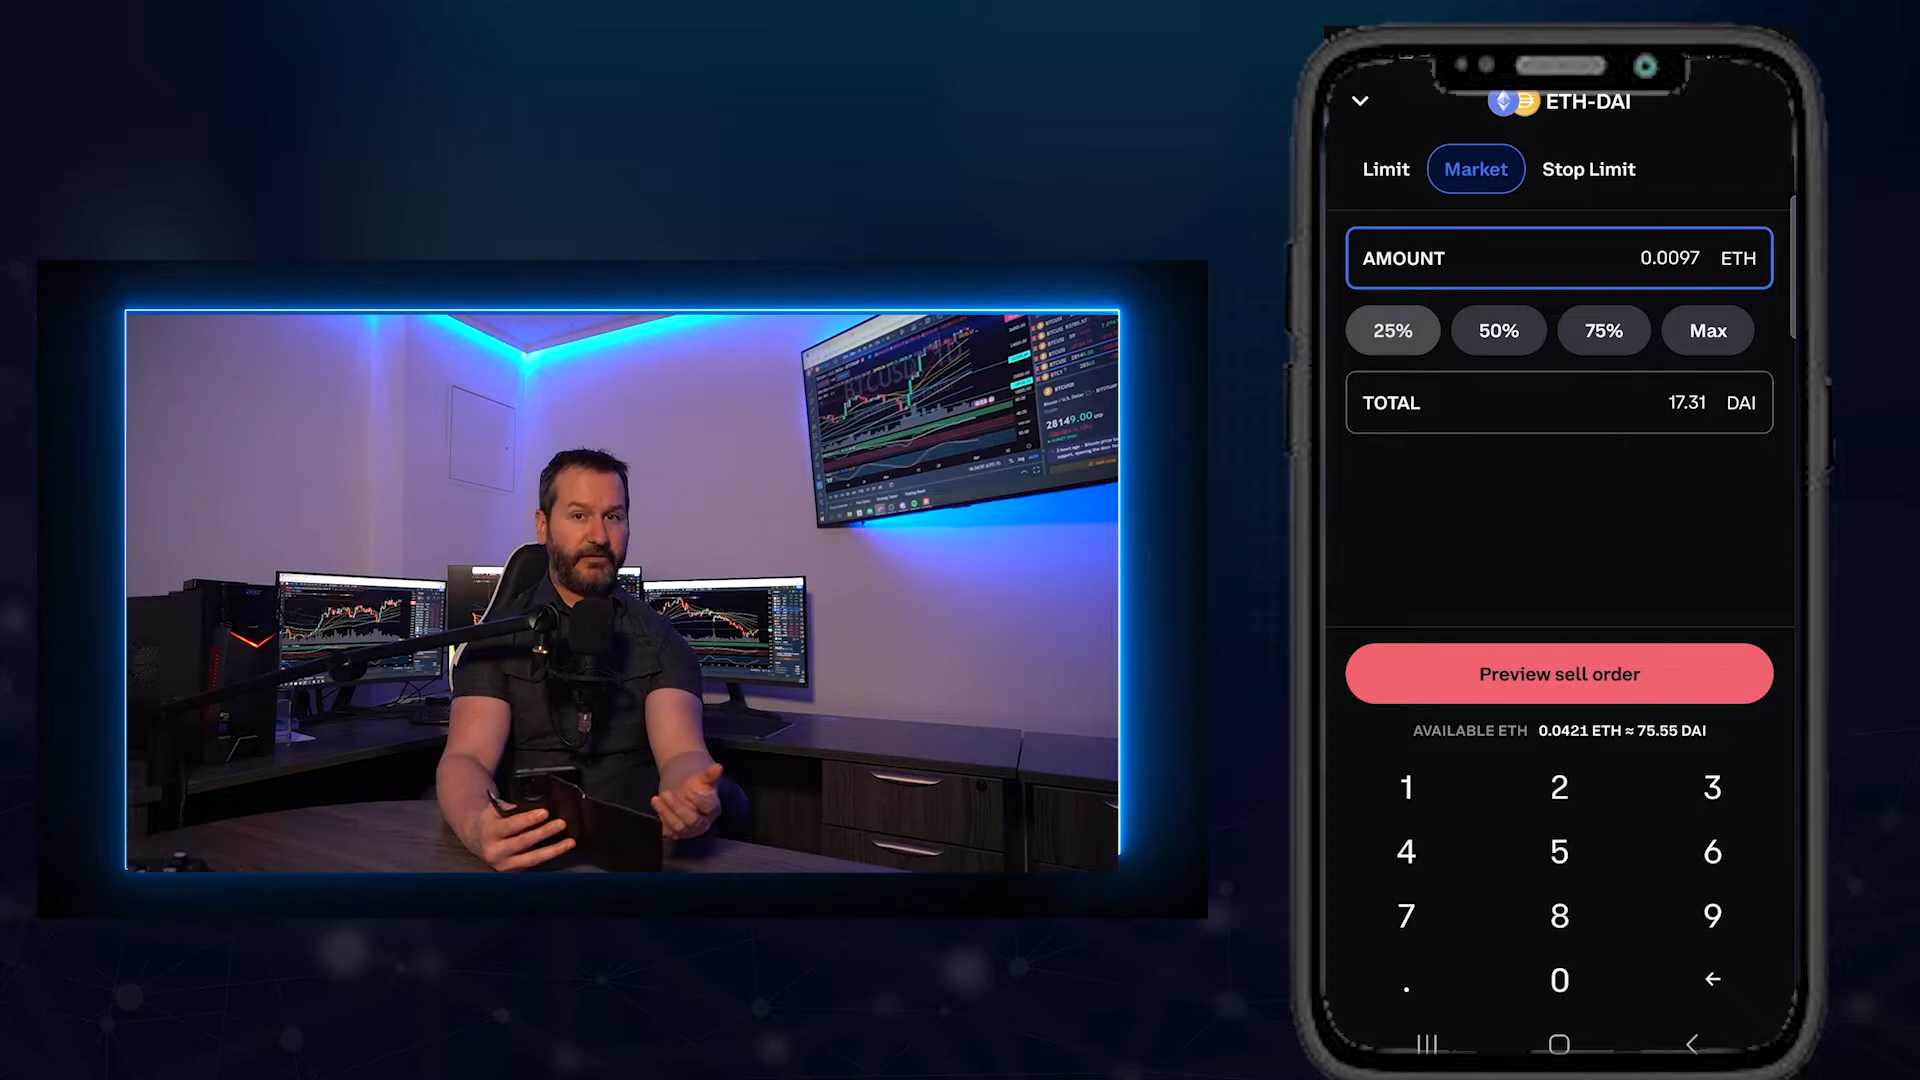 BTCUSD
28149.00
ETH-DAI
Limit Market Stop Limit
AMOUNT 0.0097 ETH
25% 50% 75% Max
TOTAL 17.31 DAI
Preview sell order
AVAILABLE ETH 0.0421 ETH ≈ 75.55 DAI
1 2 3
4 5 6
7 8 9
. 0 ←